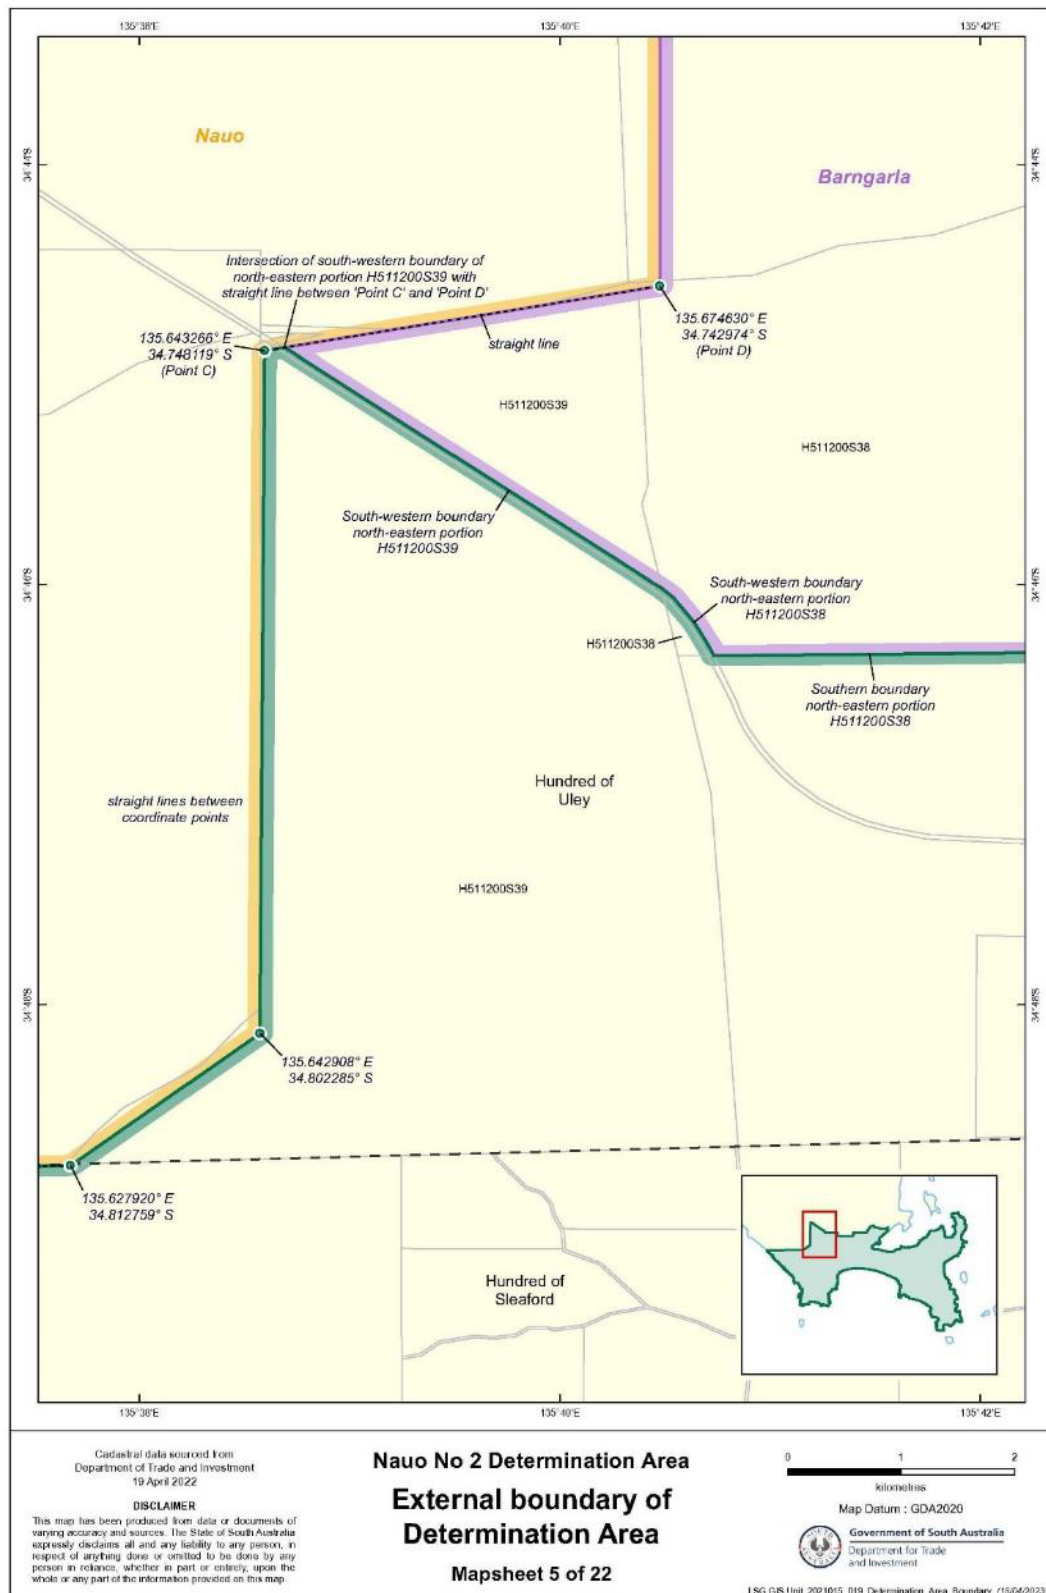 135°38'E
135°40'E
135°42'E
34°44'S
34°44'S
Nauo
Barngarla
Intersection of south-western boundary of
north-eastern portion H511200S39 with
straight line between 'Point C' and 'Point D'
135.643266° E
34.748119° S
(Point C)
straight line
135.674630° E
34.742974° S
(Point D)
H511200S39
H511200S38
South-western boundary
north-eastern portion
H511200S39
34°46'S
34°46'S
South-western boundary
north-eastern portion
H511200S38
H511200S38
Southern boundary
north-eastern portion
H511200S38
Hundred of
Uley
straight lines between
coordinate points
H511200S39
34°48'S
34°48'S
135.642908° E
34.802285° S
135.627920° E
34.812759° S
Hundred of
Sleaford
135°38'E
135°40'E
135°42'E
Cadastral data sourced from
Department of Trade and Investment
19 April 2022
DISCLAIMER
This map has been produced from data or documents of
varying accuracy and sources. The State of South Australia
expressly disclaims all and any liability to any person, in
respect of anything done or omitted to be done by any
person in reliance, whether in part or entirely, upon the
whole or any part of the information provided on this map.
Nauo No 2 Determination Area
External boundary of
Determination Area
Mapsheet 5 of 22
0 1 2
kilometres
Map Datum : GDA2020
Government of South Australia
Department for Trade
and Investment
LSG GIS Unit 2021015_019_Determination_Area_Boundary (15/04/2023)